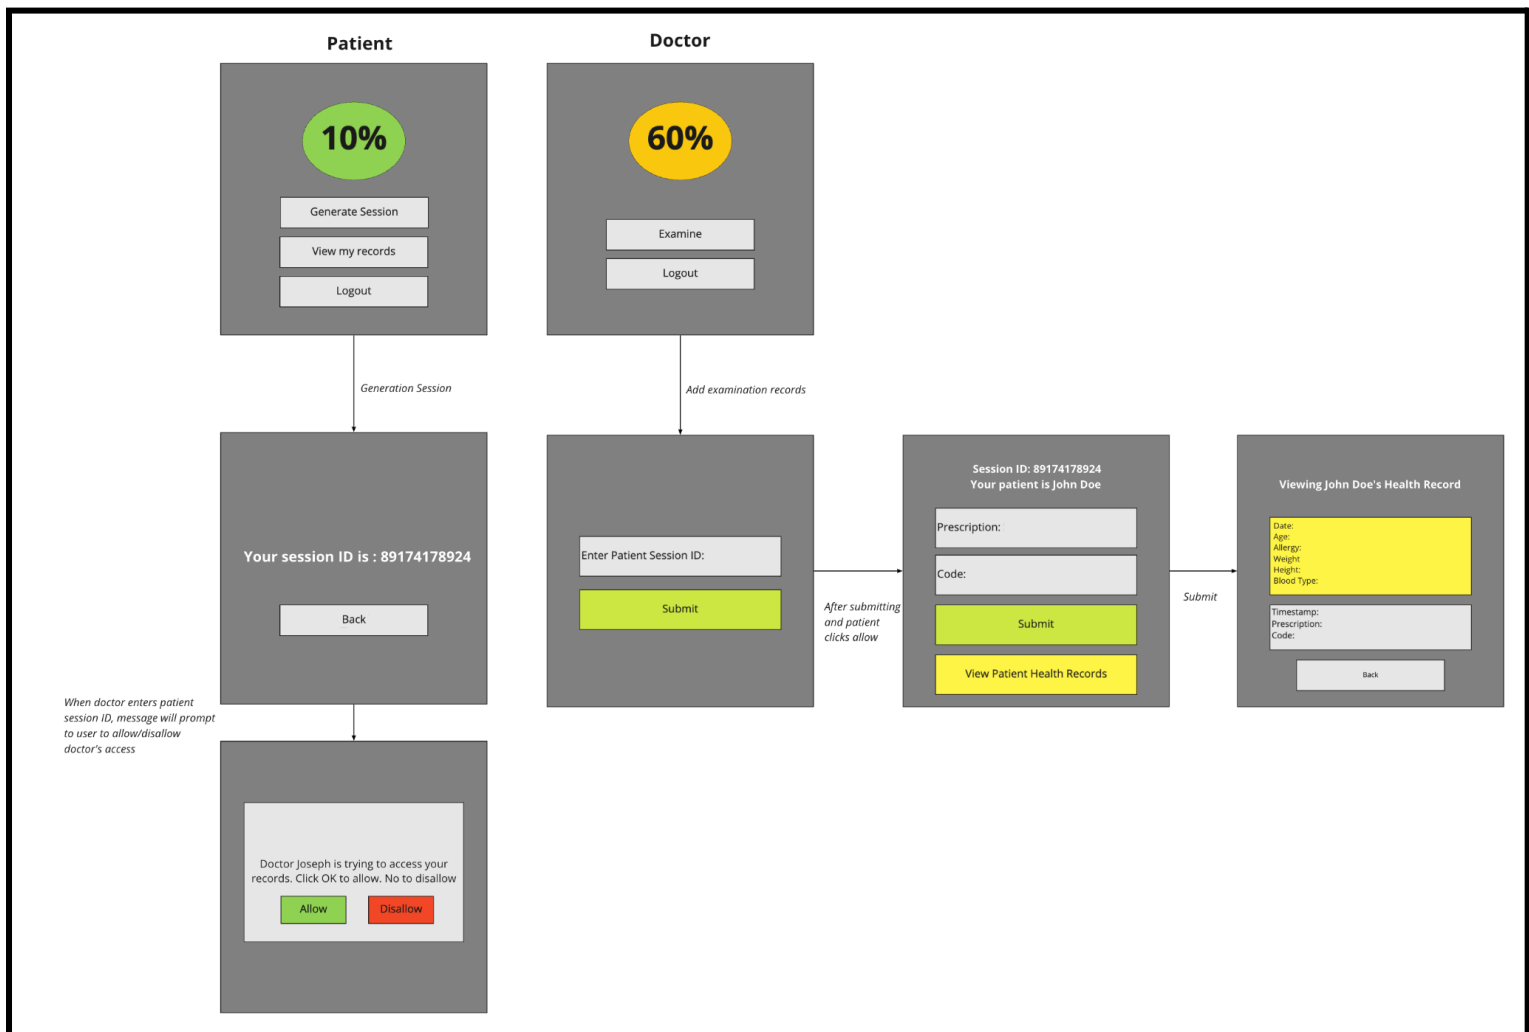 Patient
10%
Generate Session
View my records
Logout
Generation Session
Your session ID is : 89174178924
Back
When doctor enters patient
session ID, message will prompt
to user to allow/disallow
doctor's access
Doctor Joseph is trying to access your
records. Click OK to allow. No to disallow
Allow
Disallow
Doctor
60%
Examine
Logout
Add examination records
Enter Patient Session ID:
Submit
After submitting
and patient
clicks allow
Session ID: 89174178924
Your patient is John Doe
Prescription:
Code:
Submit
View Patient Health Records
Submit
Viewing John Doe's Health Record
Date:
Age:
Allergy:
Weight
Height:
Blood Type:
Timestamp:
Prescription:
Code:
Back